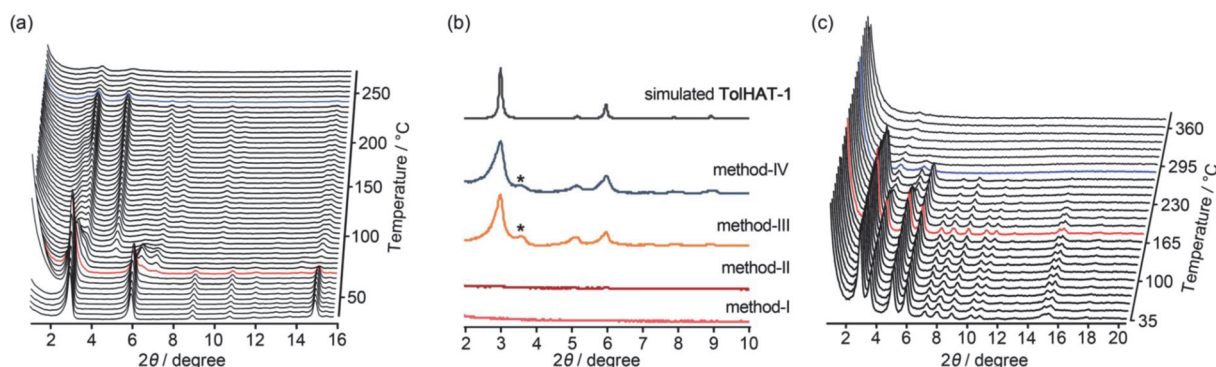 (a)
250
200
150
100
50
Temperature / °C
2 4 6 8 10 12 14 16
2θ / degree
(b)
simulated TolHAT-1
method-IV
*
method-III
*
method-II
method-I
2 3 4 5 6 7 8 9 10
2θ / degree
(c)
360
295
230
165
100
35
Temperature / °C
2 4 6 8 10 12 14 16 18 20
2θ / degree